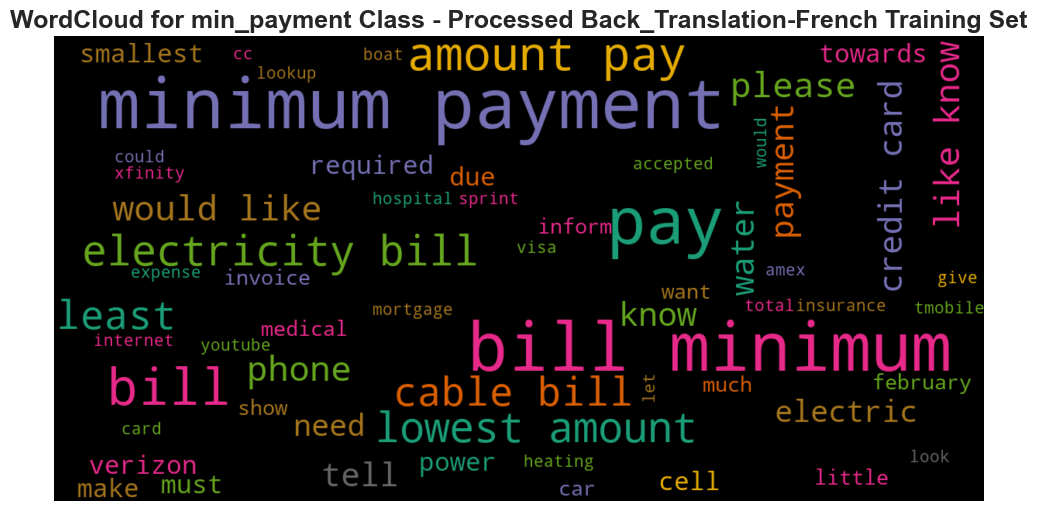 WordCloud for min_payment Class - Processed Back_Translation-French Training Set
smallest
cc
lookup
boat
amount pay
towards
minimum payment
please
credit card
like know
could
xfinity
required
due
accepted
would
payment
hospital
sprint
would like
inform
pay
water
electricity bill
visa
expense
invoice
amex
give
want
least
mortgage
know
total
insurance
tmobile
medical
internet
youtube
bill minimum
phone
bill
cable bill
let
much
february
show
card
need
lowest amount
electric
verizon
power
heating
look
make
must
tell
car
cell
little